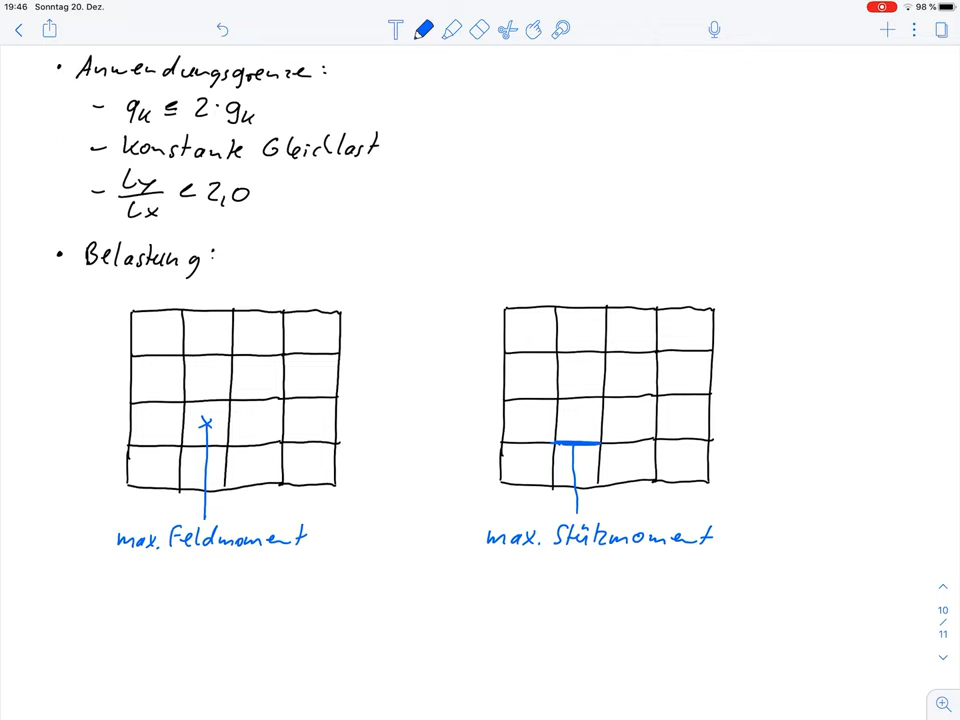 19:46 Sonntag 20. Dez.
98 %
• Anwendungsgrenze:
- qk ≤ 2 · gk
- konstante Gleichlast
- Ly/Lx < 2,0
• Belastung:
max. Feldmoment
max. Stützmoment
10
/
11